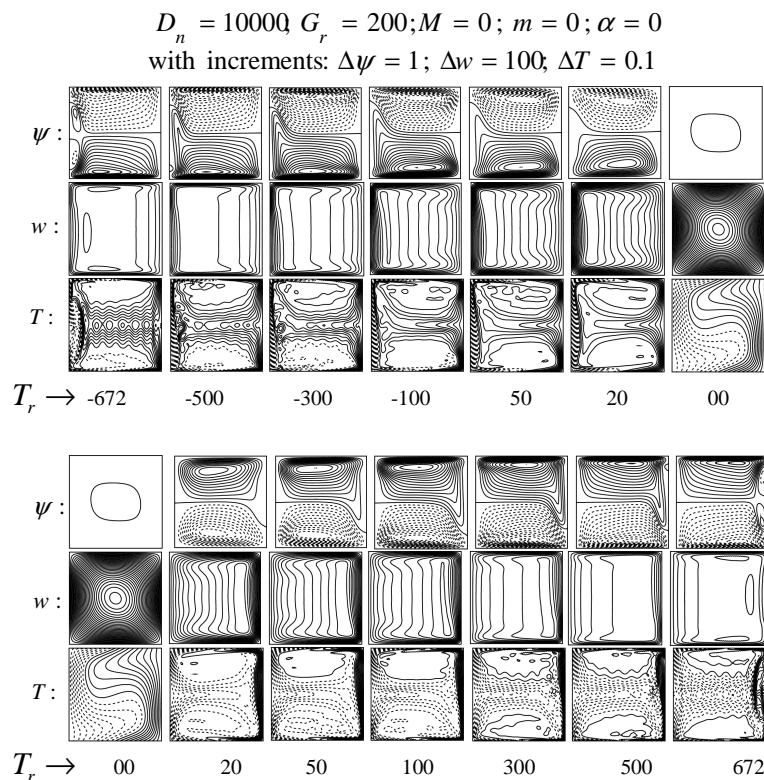 D_n = 10000; G_r = 200; M = 0; m = 0; α = 0
with increments: Δψ = 1; Δw = 100; ΔT = 0.1
ψ :
w :
T :
T_r → -672 -500 -300 -100 50 20 00
ψ :
w :
T :
T_r → 00 20 50 100 300 500 672